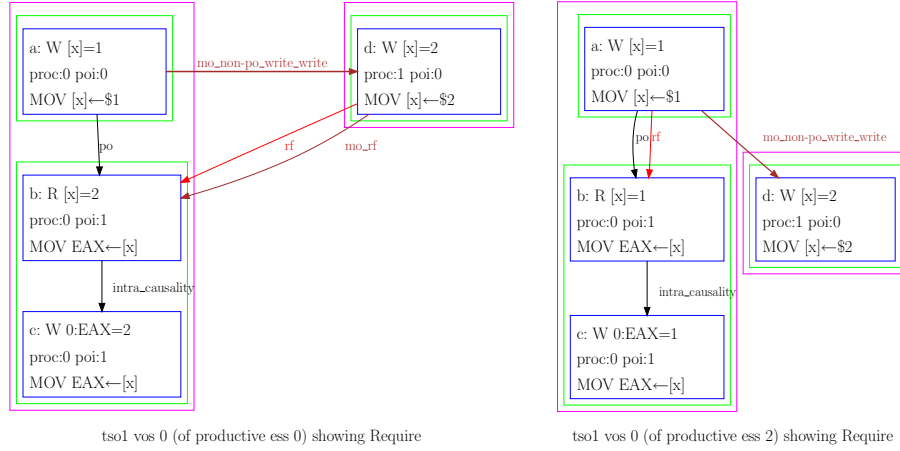 a: W [x]=1
proc:0 poi:0
MOV [x]←$1
mo_non-po_write_write
d: W [x]=2
proc:1 poi:0
MOV [x]←$2
po
rf
mo_rf
b: R [x]=2
proc:0 poi:1
MOV EAX←[x]
intra_causality
c: W 0:EAX=2
proc:0 poi:1
MOV EAX←[x]
tso1 vos 0 (of productive ess 0) showing Require
a: W [x]=1
proc:0 poi:0
MOV [x]←$1
po
rf
mo_non-po_write_write
b: R [x]=1
proc:0 poi:1
MOV EAX←[x]
d: W [x]=2
proc:1 poi:0
MOV [x]←$2
intra_causality
c: W 0:EAX=1
proc:0 poi:1
MOV EAX←[x]
tso1 vos 0 (of productive ess 2) showing Require